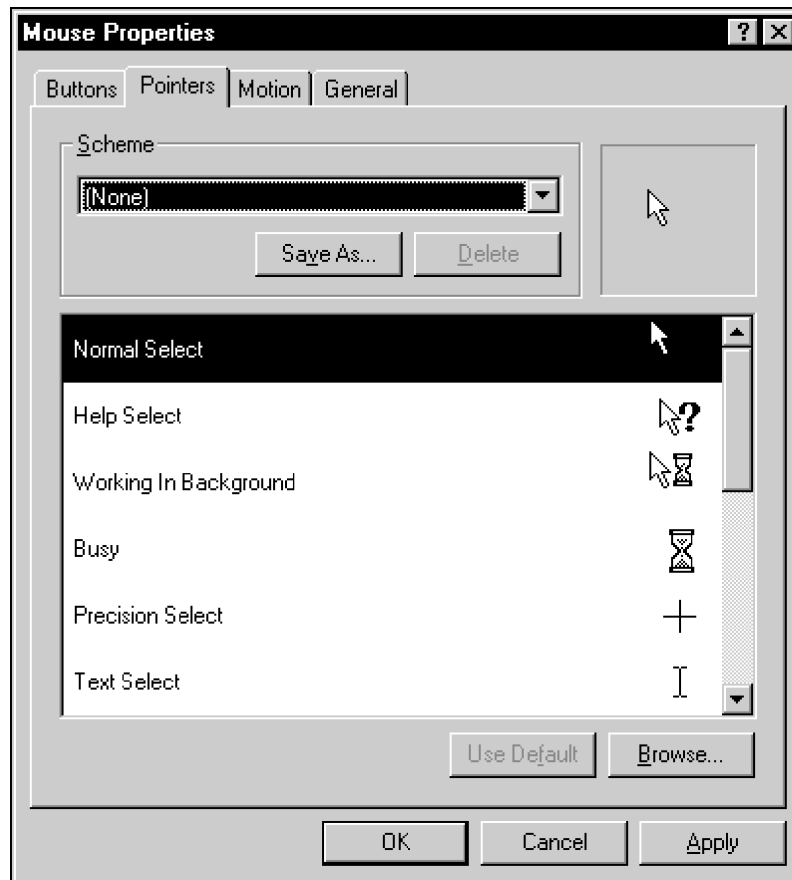 Mouse Properties
Buttons Pointers Motion General
Scheme
(None)
Save As... Delete
Normal Select
Help Select
Working In Background
Busy
Precision Select
Text Select
Use Default Browse...
OK Cancel Apply